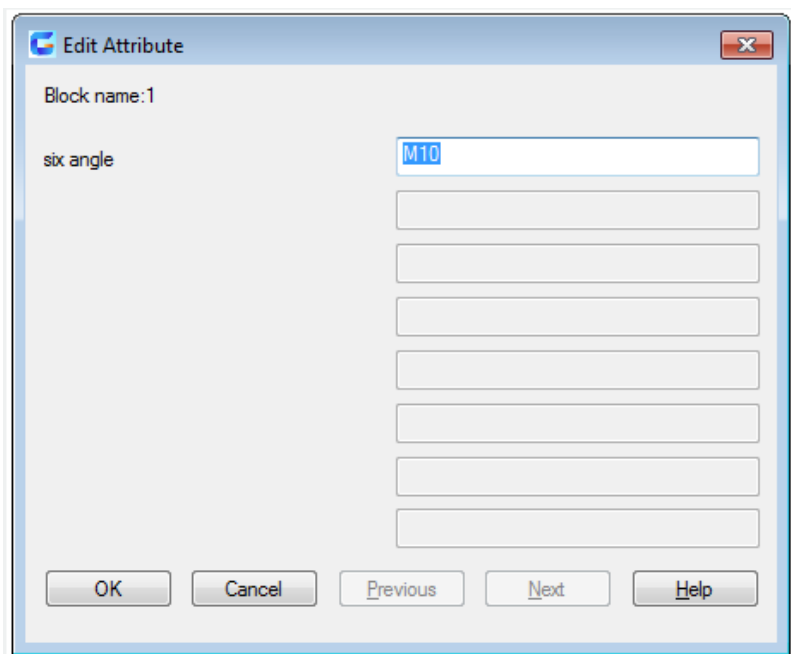 Edit Attribute
Block name:1
six angle
M10
OK
Cancel
Previous
Next
Help